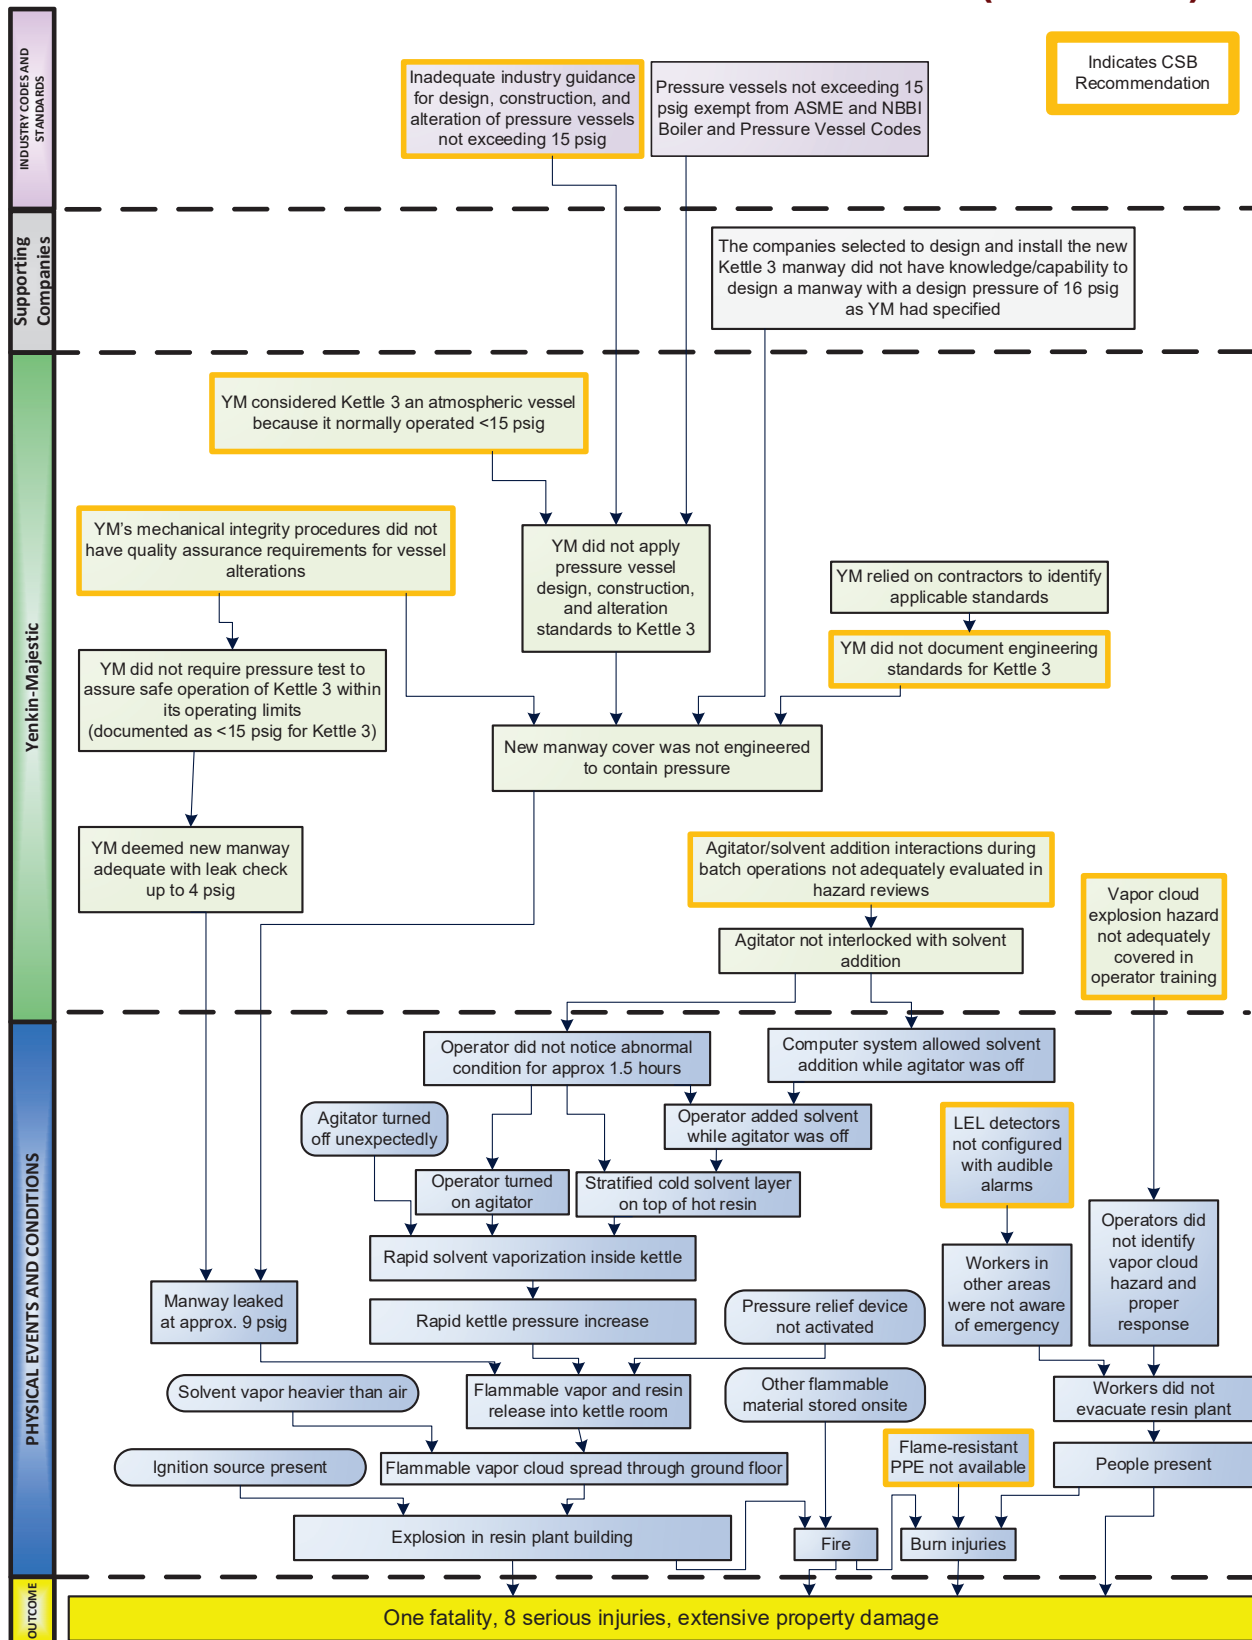 Indicates CSB
Recommendation
INDUSTRY CODES AND
STANDARDS
Inadequate industry guidance
for design, construction, and
alteration of pressure vessels
not exceeding 15 psig
Pressure vessels not exceeding 15
psig exempt from ASME and NBBI
Boiler and Pressure Vessel Codes
Supporting
Companies
The companies selected to design and install the new
Kettle 3 manway did not have knowledge/capability to
design a manway with a design pressure of 16 psig
as YM had specified
Yenkin-Majestic
YM considered Kettle 3 an atmospheric vessel
because it normally operated <15 psig
YM's mechanical integrity procedures did not
have quality assurance requirements for vessel
alterations
YM did not apply
pressure vessel
design, construction,
and alteration
standards to Kettle 3
YM relied on contractors to identify
applicable standards
YM did not document engineering
standards for Kettle 3
YM did not require pressure test to
assure safe operation of Kettle 3 within
its operating limits
(documented as <15 psig for Kettle 3)
New manway cover was not engineered
to contain pressure
YM deemed new manway
adequate with leak check
up to 4 psig
Agitator/solvent addition interactions during
batch operations not adequately evaluated in
hazard reviews
Vapor cloud
explosion hazard
not adequately
covered in
operator training
Agitator not interlocked with solvent
addition
PHYSICAL EVENTS AND CONDITIONS
Operator did not notice abnormal
condition for approx 1.5 hours
Computer system allowed solvent
addition while agitator was off
Agitator turned
off unexpectedly
Operator added solvent
while agitator was off
LEL detectors
not configured
with audible
alarms
Operator turned
on agitator
Stratified cold solvent layer
on top of hot resin
Operators did
not identify
vapor cloud
hazard and
proper
response
Rapid solvent vaporization inside kettle
Workers in
other areas
were not aware
of emergency
Manway leaked
at approx. 9 psig
Rapid kettle pressure increase
Pressure relief device
not activated
Solvent vapor heavier than air
Flammable vapor and resin
release into kettle room
Other flammable
material stored onsite
Workers did not
evacuate resin plant
Ignition source present
Flammable vapor cloud spread through ground floor
Flame-resistant
PPE not available
People present
Explosion in resin plant building
Fire
Burn injuries
OUTCOME
One fatality, 8 serious injuries, extensive property damage